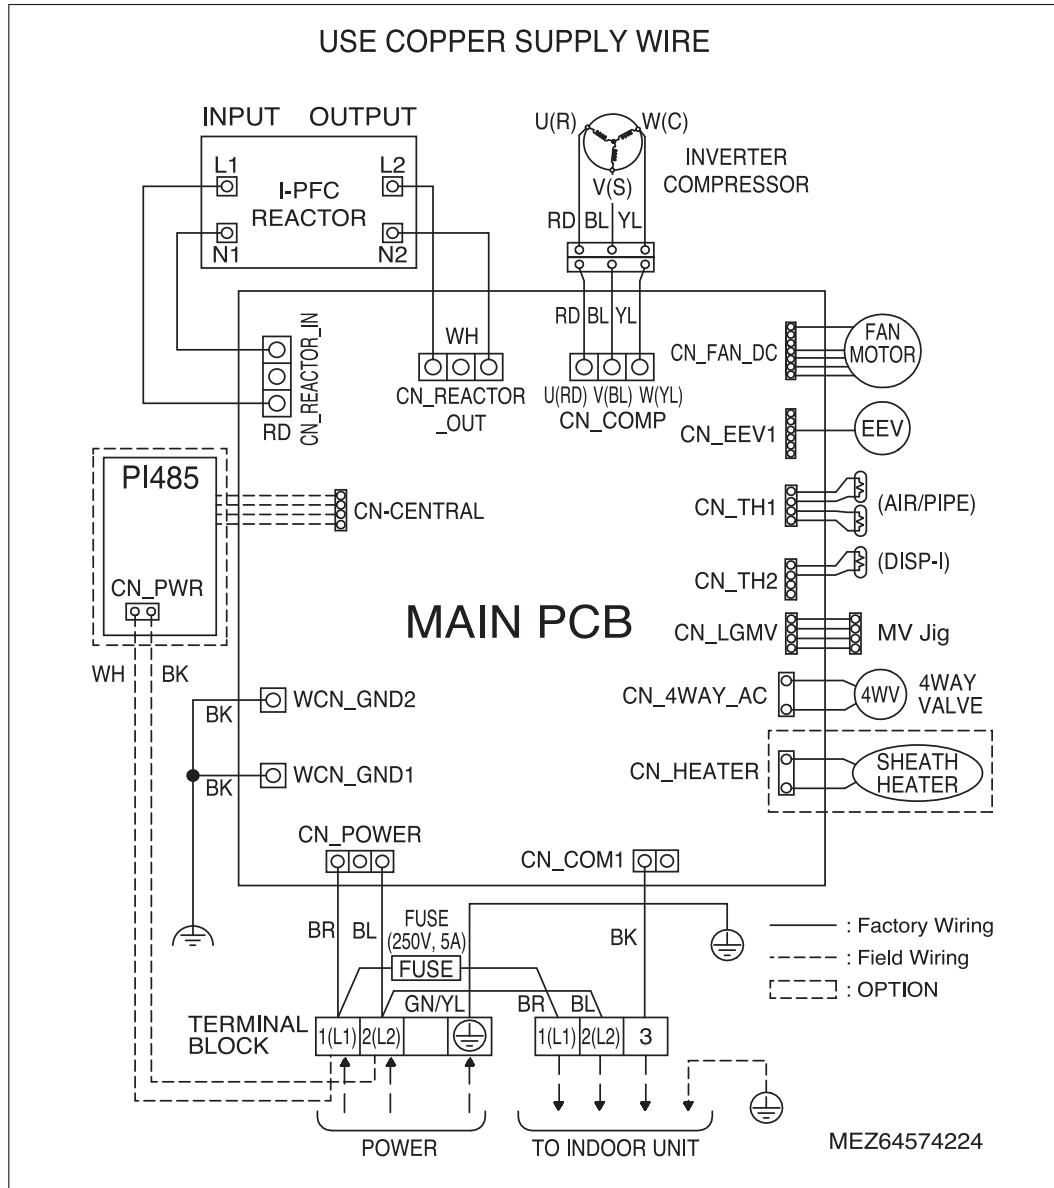 USE COPPER SUPPLY WIRE
INPUT OUTPUT
L1 L2
I-PFC
REACTOR
N1 N2
U(R) W(C)
V(S)
INVERTER
COMPRESSOR
RD BL YL
RD BL YL
U(RD) V(BL) W(YL)
CN_COMP
WH
CN_REACTOR
_OUT
CN_REACTOR_IN
RD
CN_FAN_DC
FAN
MOTOR
CN_EEV1
EEV
PI485
CN-CENTRAL
CN_TH1
(AIR/PIPE)
CN_TH2
(DISP-I)
CN_PWR
MAIN PCB
CN_LGMV
MV Jig
WH BK
CN_4WAY_AC
4WV
4WAY
VALVE
BK
WCN_GND2
BK
WCN_GND1
CN_HEATER
SHEATH
HEATER
CN_POWER
CN_COM1
BR BL
FUSE
(250V, 5A)
FUSE
BK
GN/YL
BR BL
: Factory Wiring
: Field Wiring
: OPTION
TERMINAL
BLOCK
1(L1) 2(L2)
1(L1) 2(L2) 3
POWER
TO INDOOR UNIT
MEZ64574224